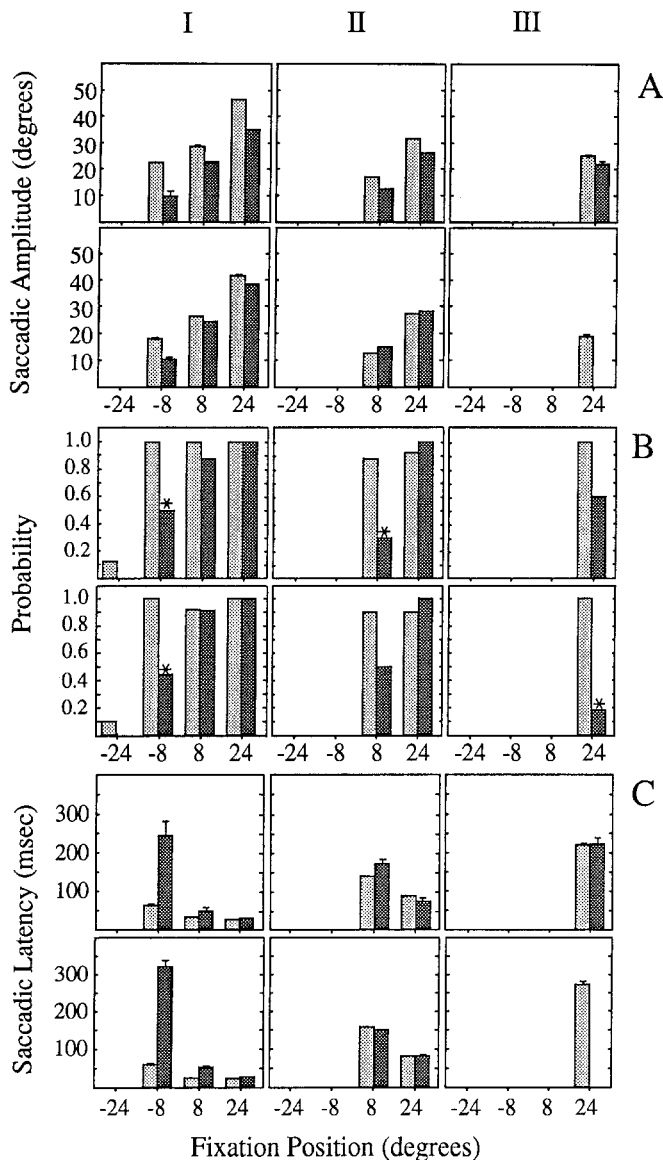 I II III
A
Saccadic Amplitude (degrees)
50
40
30
20
10
50
40
30
20
10
-24 -8 8 24 -24 -8 8 24 -24 -8 8 24
B
Probability
1.0
0.8
0.6
0.4
0.2
*
*
1.0
0.8
0.6
0.4
0.2
*
*
-24 -8 8 24 -24 -8 8 24 -24 -8 8 24
C
Saccadic Latency (msec)
300
200
100
300
200
100
-24 -8 8 24 -24 -8 8 24 -24 -8 8 24
Fixation Position (degrees)